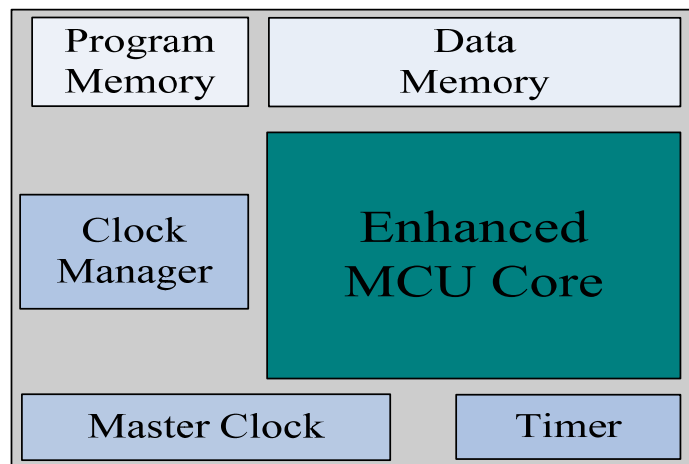 Program
Memory
Data
Memory
Clock
Manager
Enhanced
MCU Core
Master Clock
Timer